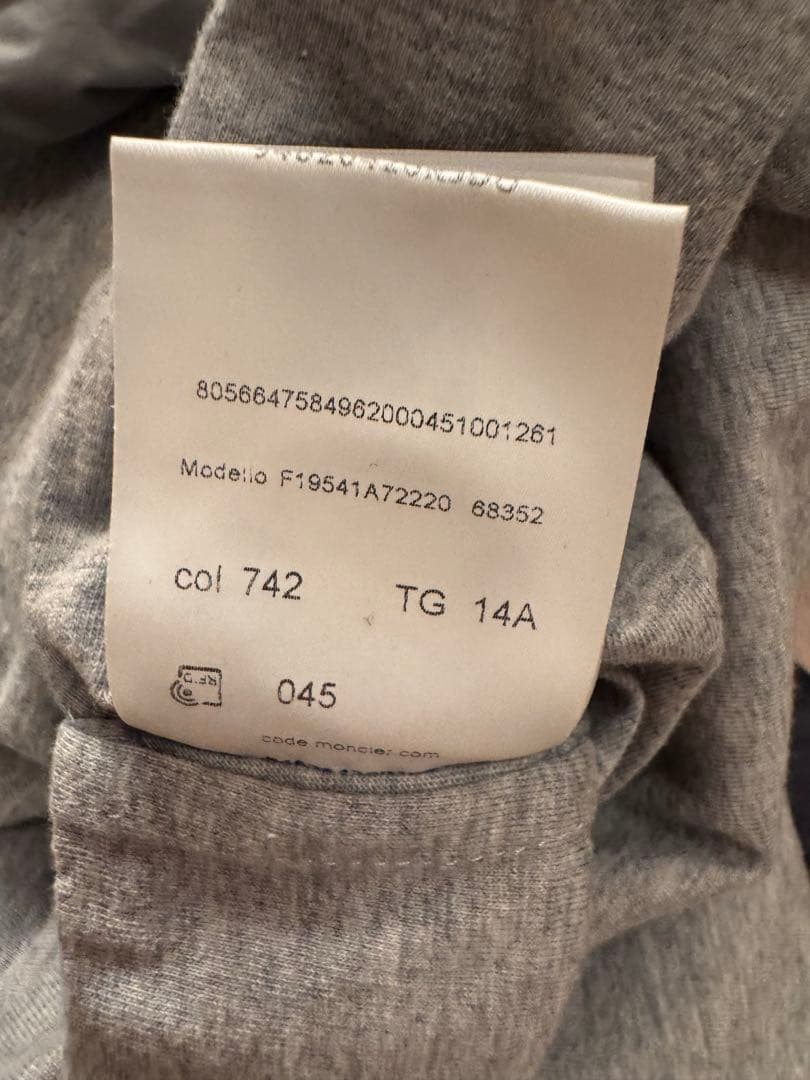 8056647584962000451001261
Modello F19541A72220 68352
col 742 TG 14A
045
code.moncler.com